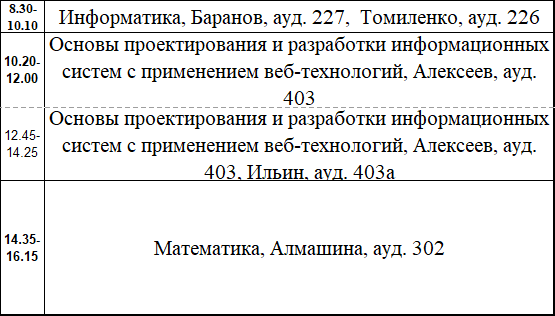 8.30-
10.10
Информатика, Баранов, ауд. 227,  Томиленко, ауд. 226
10.20-
12.00
Основы проектирования и разработки информационных
систем с применением веб-технологий, Алексеев, ауд.
403
12.45-
14.25
Основы проектирования и разработки информационных
систем с применением веб-технологий, Алексеев, ауд.
403, Ильин, ауд. 403а
14.35-
16.15
Математика, Алмашина, ауд. 302